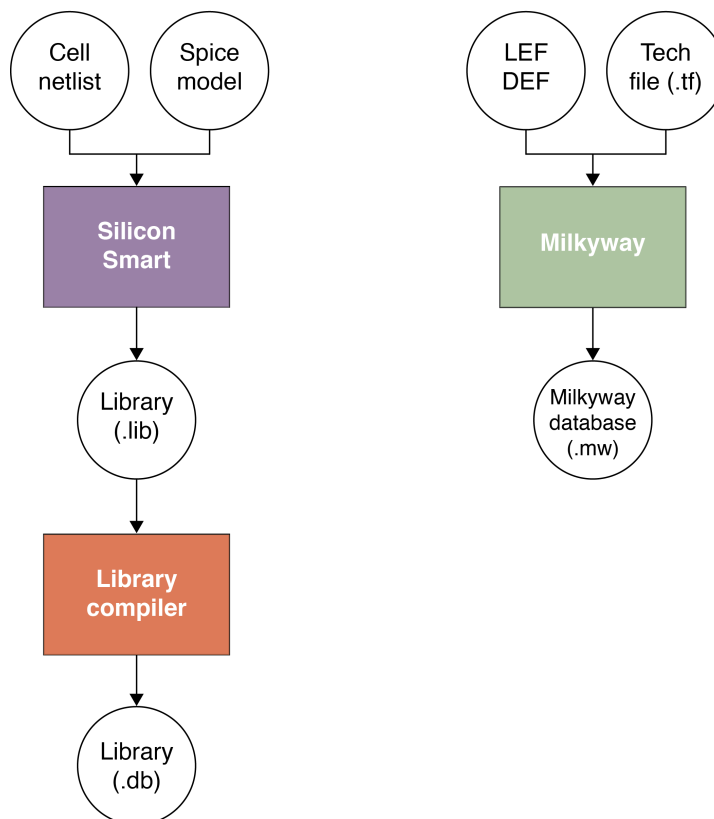 Cell
netlist
Spice
model
LEF
DEF
Tech
file (.tf)
Silicon
Smart
Milkyway
Library
(.lib)
Milkyway
database
(.mw)
Library
compiler
Library
(.db)